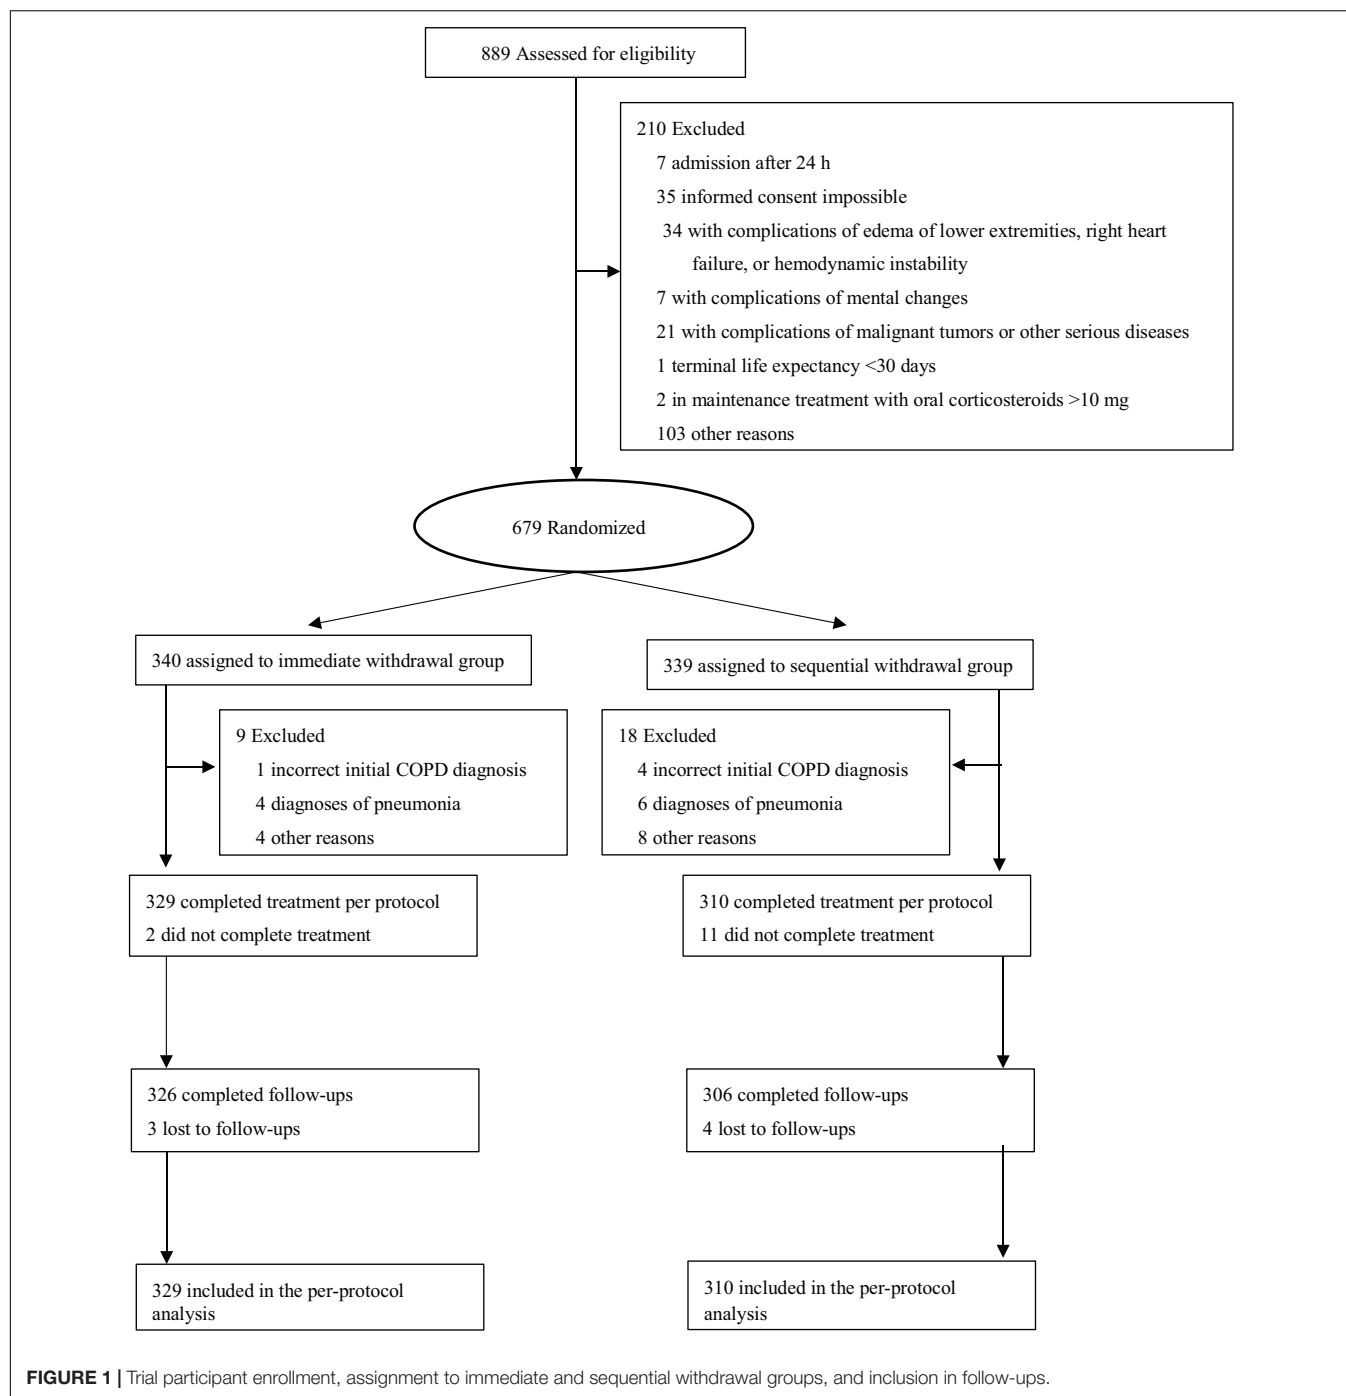 889 Assessed for eligibility
210 Excluded
7 admission after 24 h
35 informed consent impossible
34 with complications of edema of lower extremities, right heart
failure, or hemodynamic instability
7 with complications of mental changes
21 with complications of malignant tumors or other serious diseases
1 terminal life expectancy <30 days
2 in maintenance treatment with oral corticosteroids >10 mg
103 other reasons
679 Randomized
340 assigned to immediate withdrawal group
339 assigned to sequential withdrawal group
9 Excluded
1 incorrect initial COPD diagnosis
4 diagnoses of pneumonia
4 other reasons
18 Excluded
4 incorrect initial COPD diagnosis
6 diagnoses of pneumonia
8 other reasons
329 completed treatment per protocol
2 did not complete treatment
310 completed treatment per protocol
11 did not complete treatment
326 completed follow-ups
3 lost to follow-ups
306 completed follow-ups
4 lost to follow-ups
329 included in the per-protocol
analysis
310 included in the per-protocol
analysis
FIGURE 1 | Trial participant enrollment, assignment to immediate and sequential withdrawal groups, and inclusion in follow-ups.